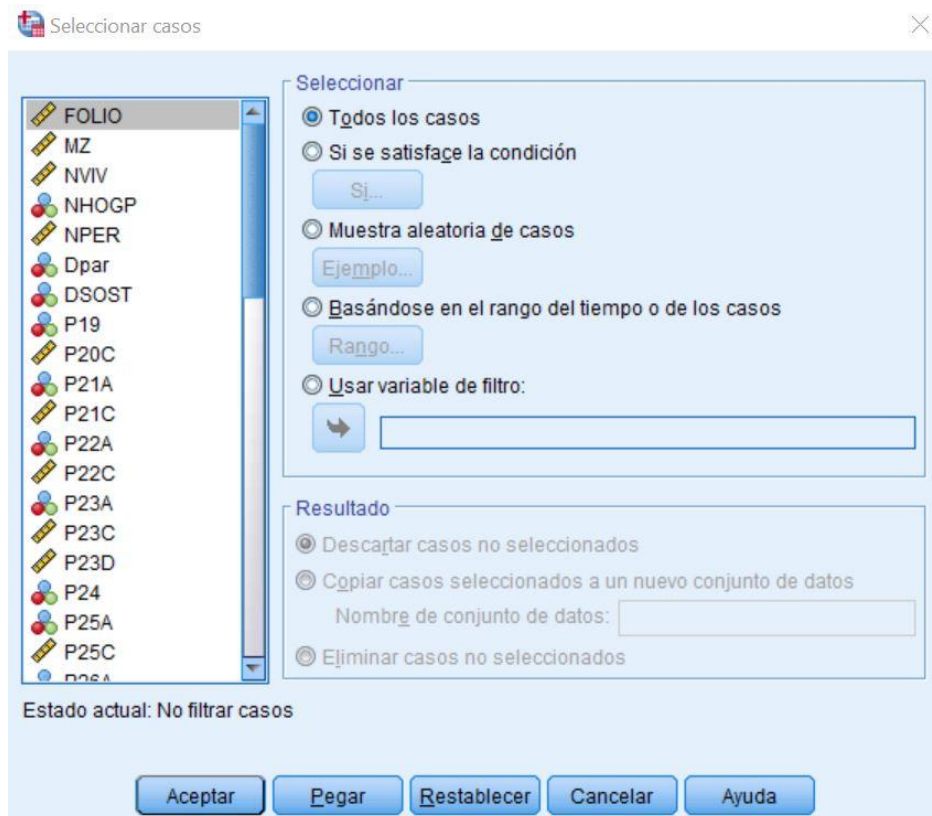 Seleccionar casos
FOLIO
MZ
NVIV
NHOGP
NPER
Dpar
DSOST
P19
P20C
P21A
P21C
P22A
P22C
P23A
P23C
P23D
P24
P25A
P25C
P26A
Seleccionar
Todos los casos
Si se satisface la condición
Si...
Muestra aleatoria de casos
Ejemplo...
Basándose en el rango del tiempo o de los casos
Rango...
Usar variable de filtro:
Resultado
Descartar casos no seleccionados
Copiar casos seleccionados a un nuevo conjunto de datos
Nombre de conjunto de datos:
Eliminar casos no seleccionados
Estado actual: No filtrar casos
Aceptar Pegar Restablecer Cancelar Ayuda